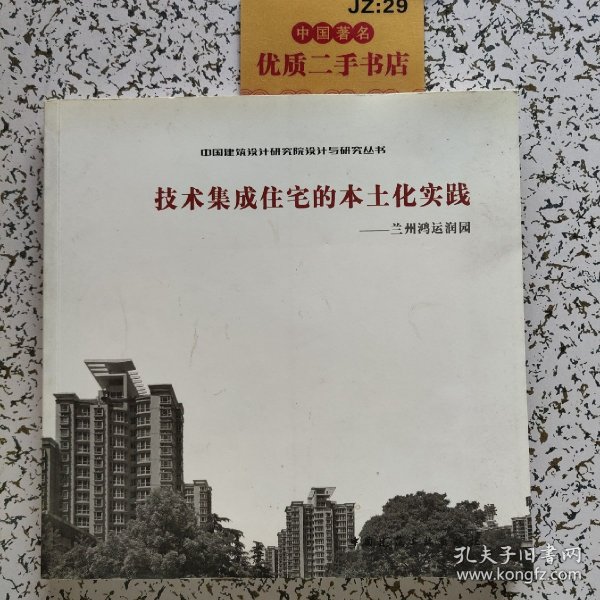 JZ:29
中国著名
优质二手书店
中国建筑设计研究院设计与研究丛书
技术集成住宅的本土化实践
——兰州鸿运润园
孔夫子旧书网
www.kongfz.com